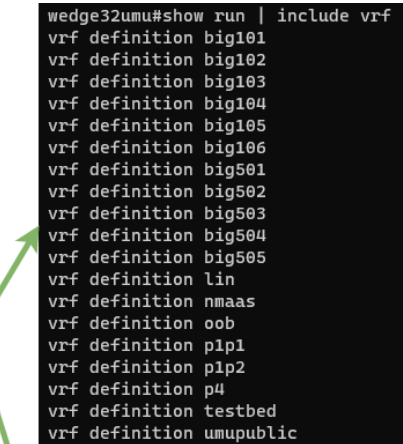 wedge32umu#show run | include vrf
vrf definition big101
vrf definition big102
vrf definition big103
vrf definition big104
vrf definition big105
vrf definition big106
vrf definition big501
vrf definition big502
vrf definition big503
vrf definition big504
vrf definition big505
vrf definition lin
vrf definition nmaas
vrf definition oob
vrf definition p1p1
vrf definition p1p2
vrf definition p4
vrf definition testbed
vrf definition umupublic